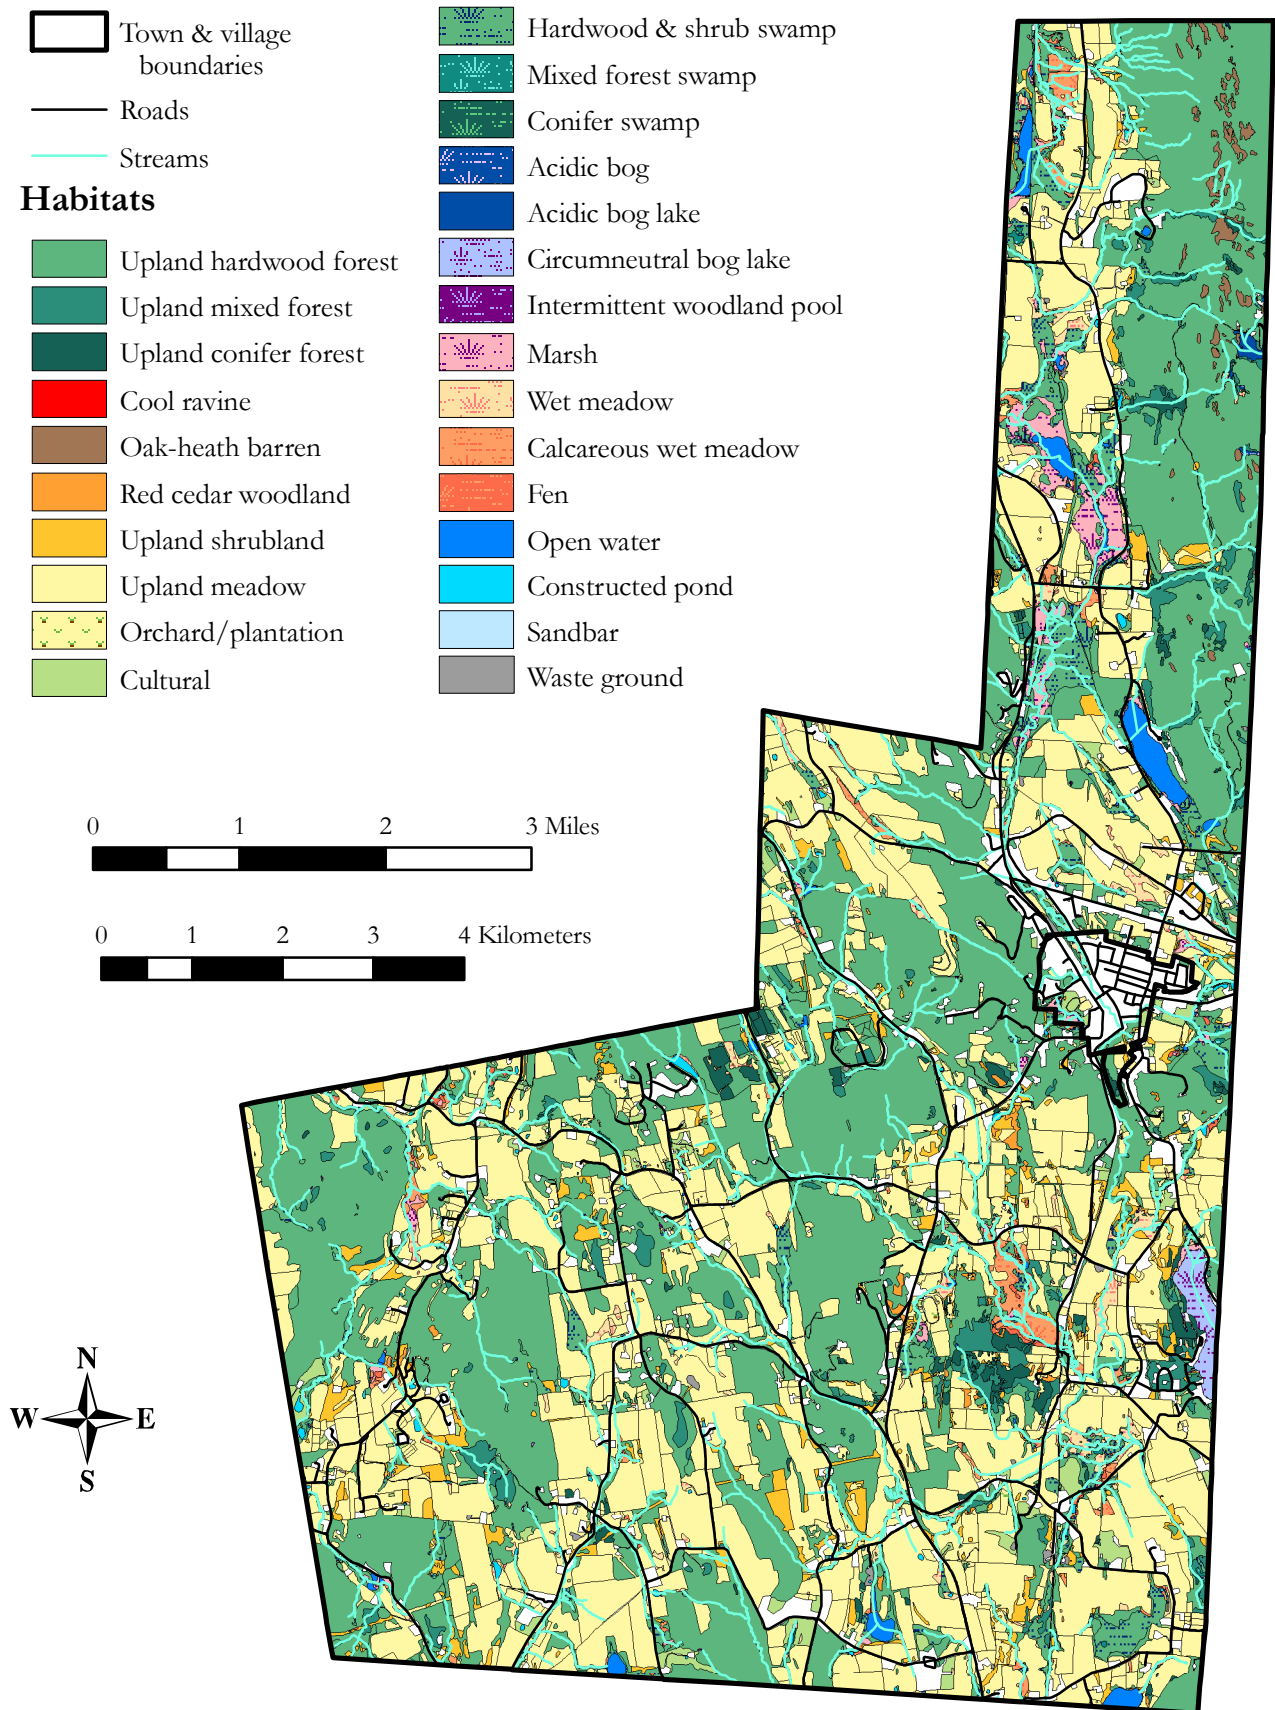 Town & village
boundaries
Roads
Streams
Habitats
Upland hardwood forest
Upland mixed forest
Upland conifer forest
Cool ravine
Oak-heath barren
Red cedar woodland
Upland shrubland
Upland meadow
Orchard/plantation
Cultural
Hardwood & shrub swamp
Mixed forest swamp
Conifer swamp
Acidic bog
Acidic bog lake
Circumneutral bog lake
Intermittent woodland pool
Marsh
Wet meadow
Calcareous wet meadow
Fen
Open water
Constructed pond
Sandbar
Waste ground
0 1 2 3 Miles
0 1 2 3 4 Kilometers
N
W E
S